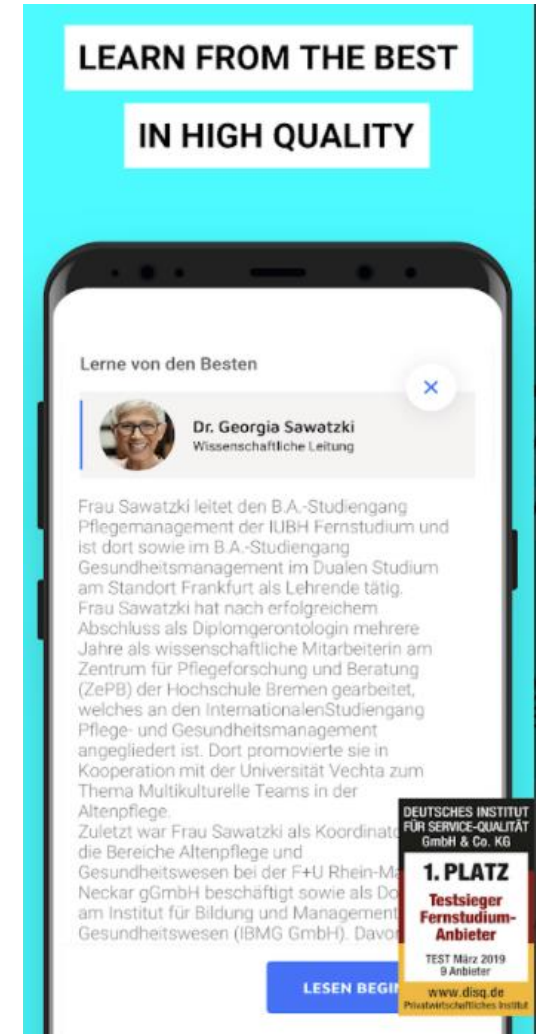 LEARN FROM THE BEST
IN HIGH QUALITY
Lerne von den Besten
Dr. Georgia Sawatzki
Wissenschaftliche Leitung
Frau Sawatzki leitet den B.A.-Studiengang
Pflegemanagement der IUBH Fernstudium und
ist dort sowie im B.A.-Studiengang
Gesundheitsmanagement im Dualen Studium
am Standort Frankfurt als Lehrende tätig.
Frau Sawatzki hat nach erfolgreichem
Abschluss als Diplomgerontologin mehrere
Jahre als wissenschaftliche Mitarbeiterin am
Zentrum für Pflegeforschung und Beratung
(ZePB) der Hochschule Bremen gearbeitet,
welches an den InternationalenStudiengang
Pflege- und Gesundheitsmanagement
angegliedert ist. Dort promovierte sie in
Kooperation mit der Universität Vechta zum
Thema Multikulturelle Teams in der
Altenpflege.
Zuletzt war Frau Sawatzki als
die Bereiche Altenpflege und
Gesundheitswesen bei der F+U
Neckar gGmbH beschäftigt sowie als
am Institut für Bildung und Management
Gesundheitswesen (IBMG GmbH).
LESEN
DEUTSCHES INSTITUT
FÜR SERVICE-QUALITÄT
GmbH & Co. KG
1. PLATZ
Testsieger
Fernstudium-
Anbieter
TEST März 2019
9 Anbieter
www.disq.de
Privatwirtschaftliches Institut